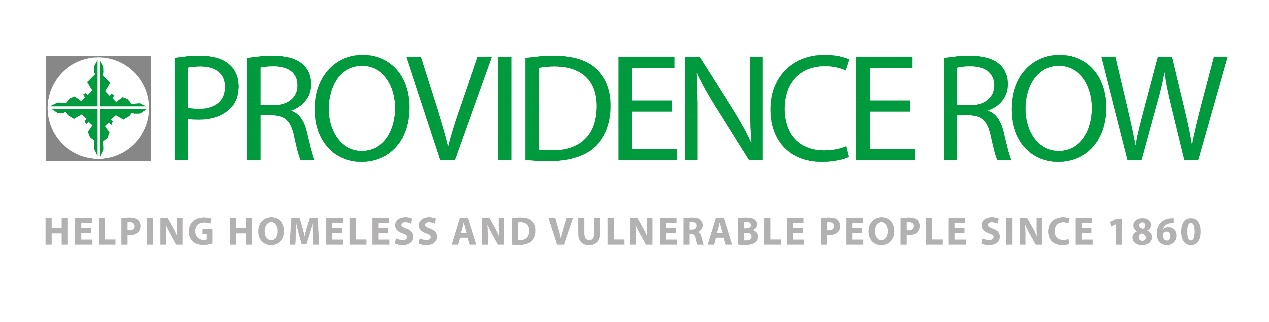 PROVIDENCE ROW
HELPING HOMELESS AND VULNERABLE PEOPLE SINCE 1860